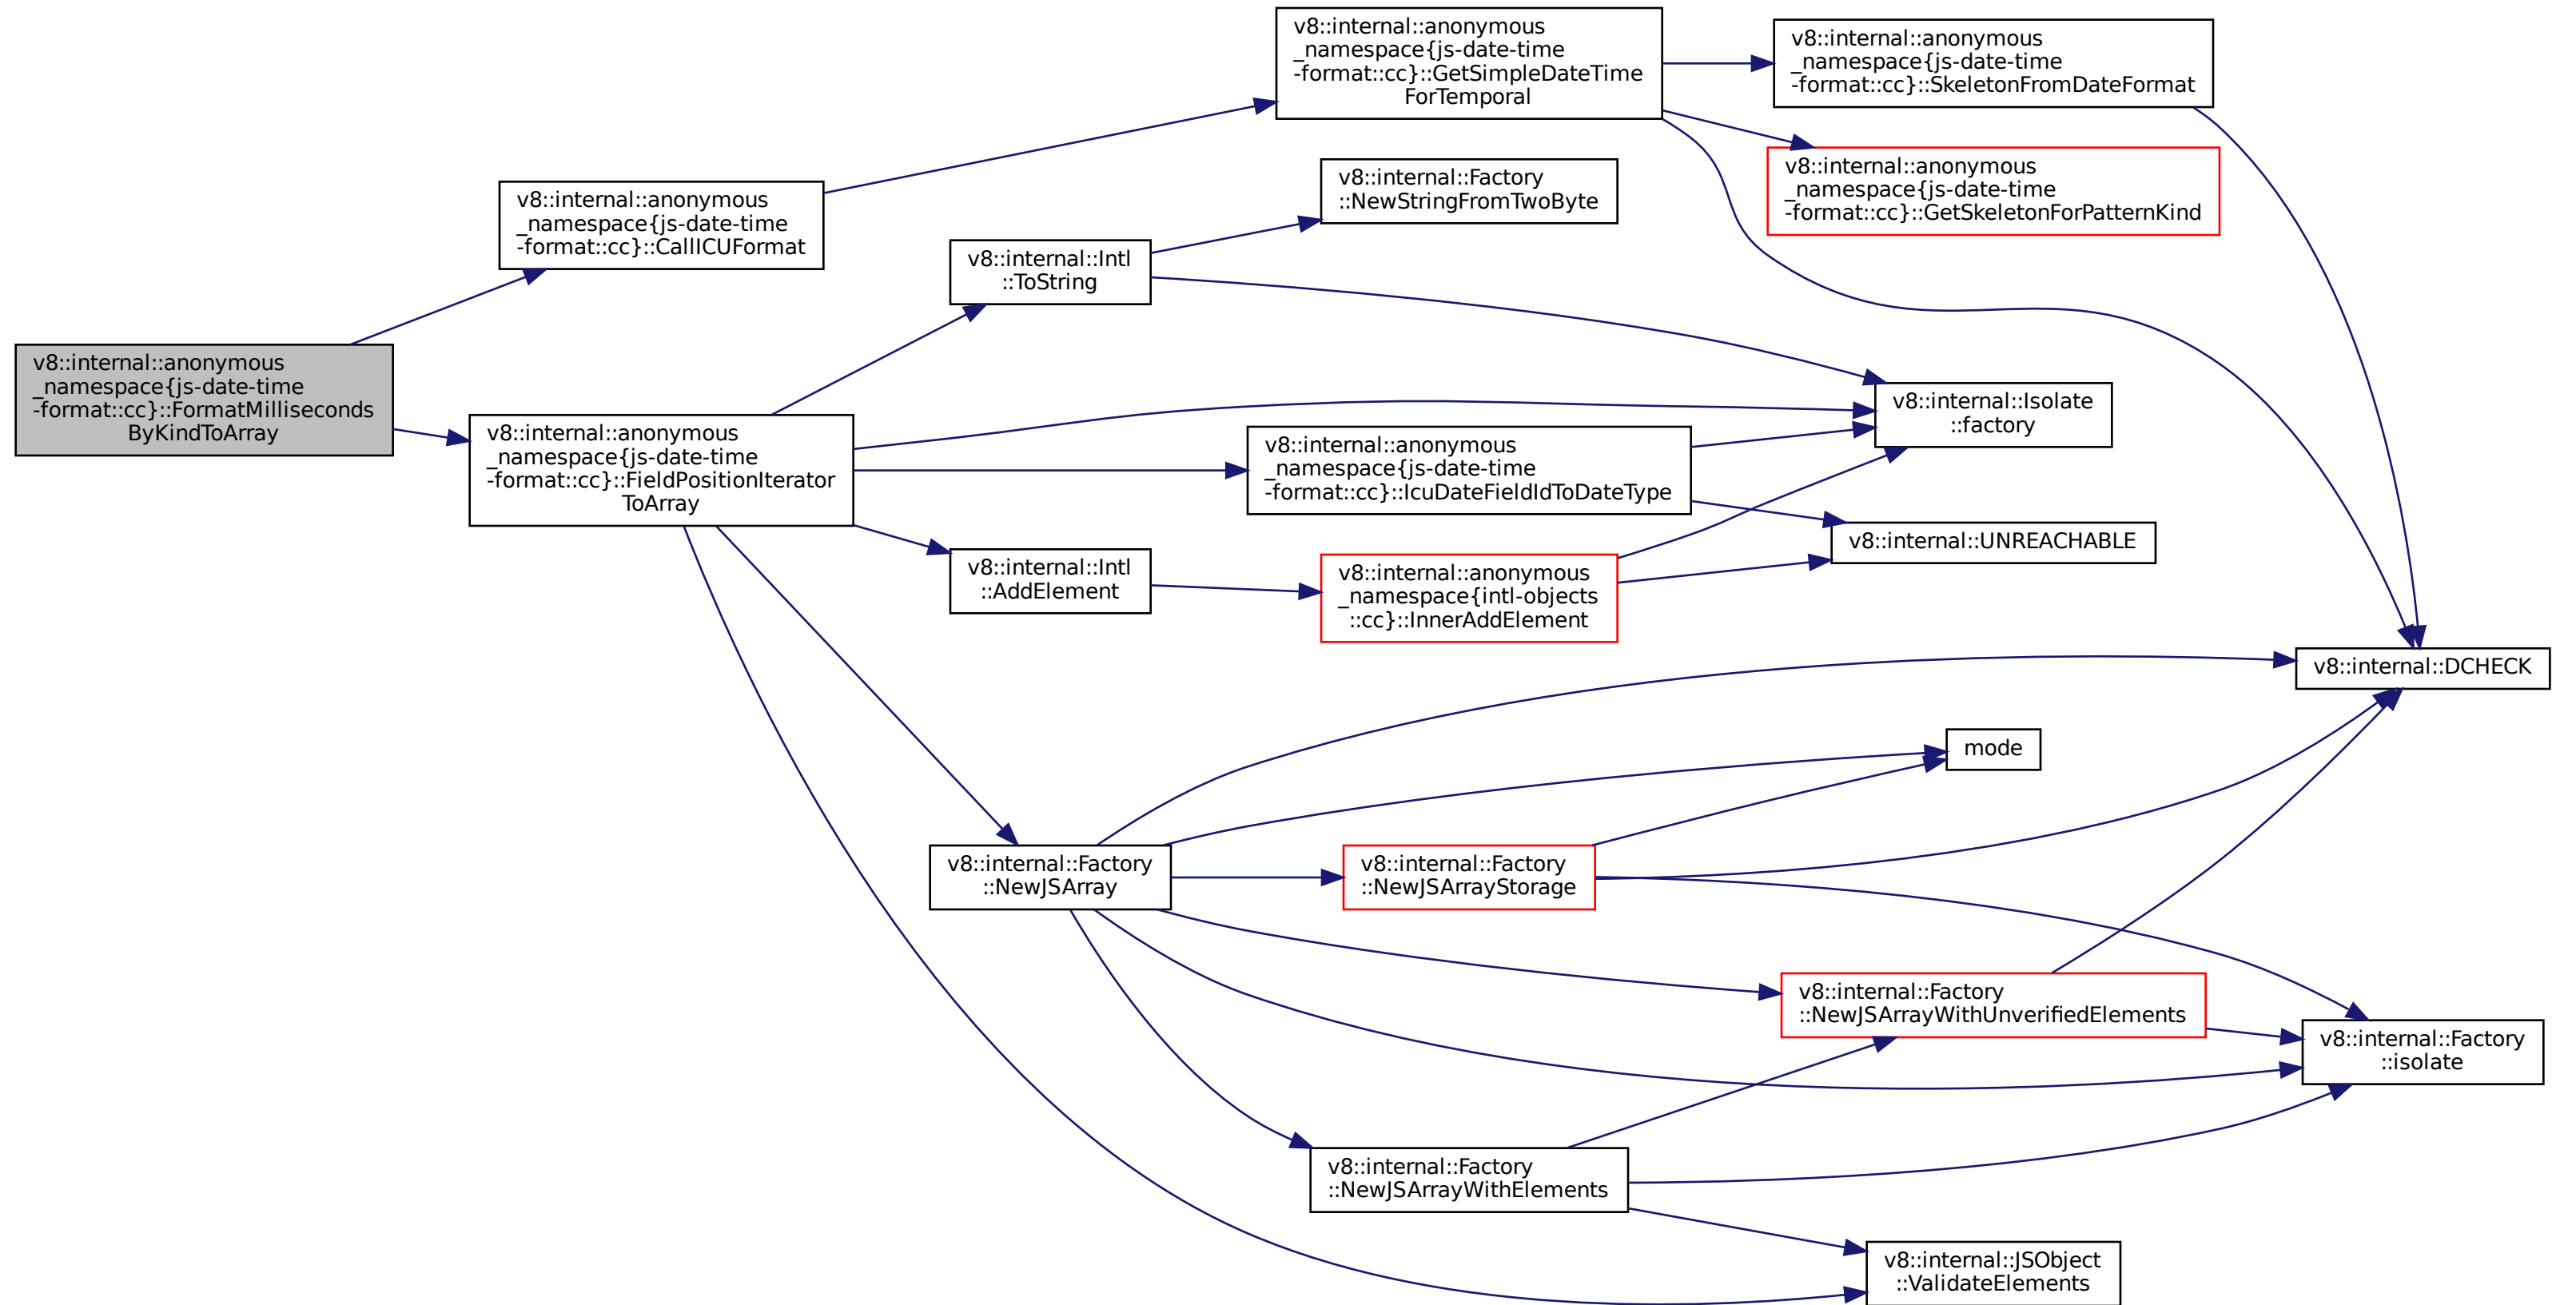 v8::internal::anonymous
_namespace{js-date-time
-format::cc}::FormatMilliseconds
ByKindToArray
v8::internal::anonymous
_namespace{js-date-time
-format::cc}::CallICUFormat
v8::internal::anonymous
_namespace{js-date-time
-format::cc}::FieldPositionIterator
ToArray
v8::internal::anonymous
_namespace{js-date-time
-format::cc}::GetSimpleDateTime
ForTemporal
v8::internal::anonymous
_namespace{js-date-time
-format::cc}::SkeletonFromDateFormat
v8::internal::anonymous
_namespace{js-date-time
-format::cc}::GetSkeletonForPatternKind
v8::internal::Factory
::NewStringFromTwoByte
v8::internal::Intl
::ToString
v8::internal::Isolate
::factory
v8::internal::anonymous
_namespace{js-date-time
-format::cc}::IcuDateFieldIdToDateType
v8::internal::UNREACHABLE
v8::internal::Intl
::AddElement
v8::internal::anonymous
_namespace{intl-objects
::cc}::InnerAddElement
v8::internal::DCHECK
mode
v8::internal::Factory
::NewJSArray
v8::internal::Factory
::NewJSArrayStorage
v8::internal::Factory
::NewJSArrayWithUnverifiedElements
v8::internal::Factory
::isolate
v8::internal::Factory
::NewJSArrayWithElements
v8::internal::JSObject
::ValidateElements